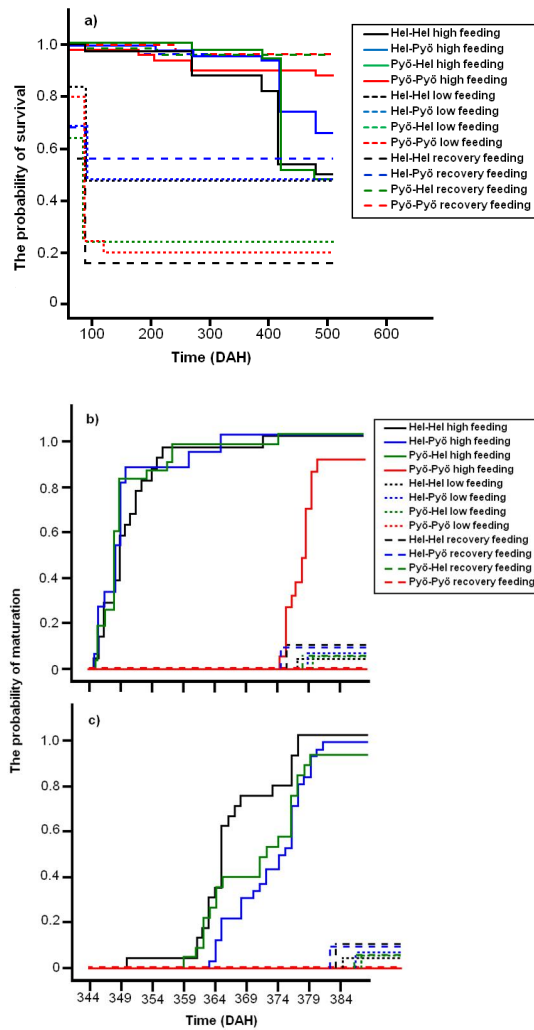 a)
The probability of survival
1.0
0.8
0.6
0.4
0.2
0
100
200
300
400
500
600
Time (DAH)
Hel-Hel high feeding
Hel-Pyö high feeding
Pyö-Hel high feeding
Pyö-Pyö high feeding
Hel-Hel low feeding
Hel-Pyö low feeding
Pyö-Hel low feeding
Pyö-Pyö low feeding
Hel-Hel recovery feeding
Hel-Pyö recovery feeding
Pyö-Hel recovery feeding
Pyö-Pyö recovery feeding
The probability of maturation
b)
1.0
0.8
0.6
0.4
0.2
0
Hel-Hel high feeding
Hel-Pyö high feeding
Pyö-Hel high feeding
Pyö-Pyö high feeding
Hel-Hel low feeding
Hel-Pyö low feeding
Pyö-Hel low feeding
Pyö-Pyö low feeding
Hel-Hel recovery feeding
Hel-Pyö recovery feeding
Pyö-Hel recovery feeding
Pyö-Pyö recovery feeding
c)
1.0
0.8
0.6
0.4
0.2
0
344
349
354
359
364
369
374
379
384
Time (DAH)